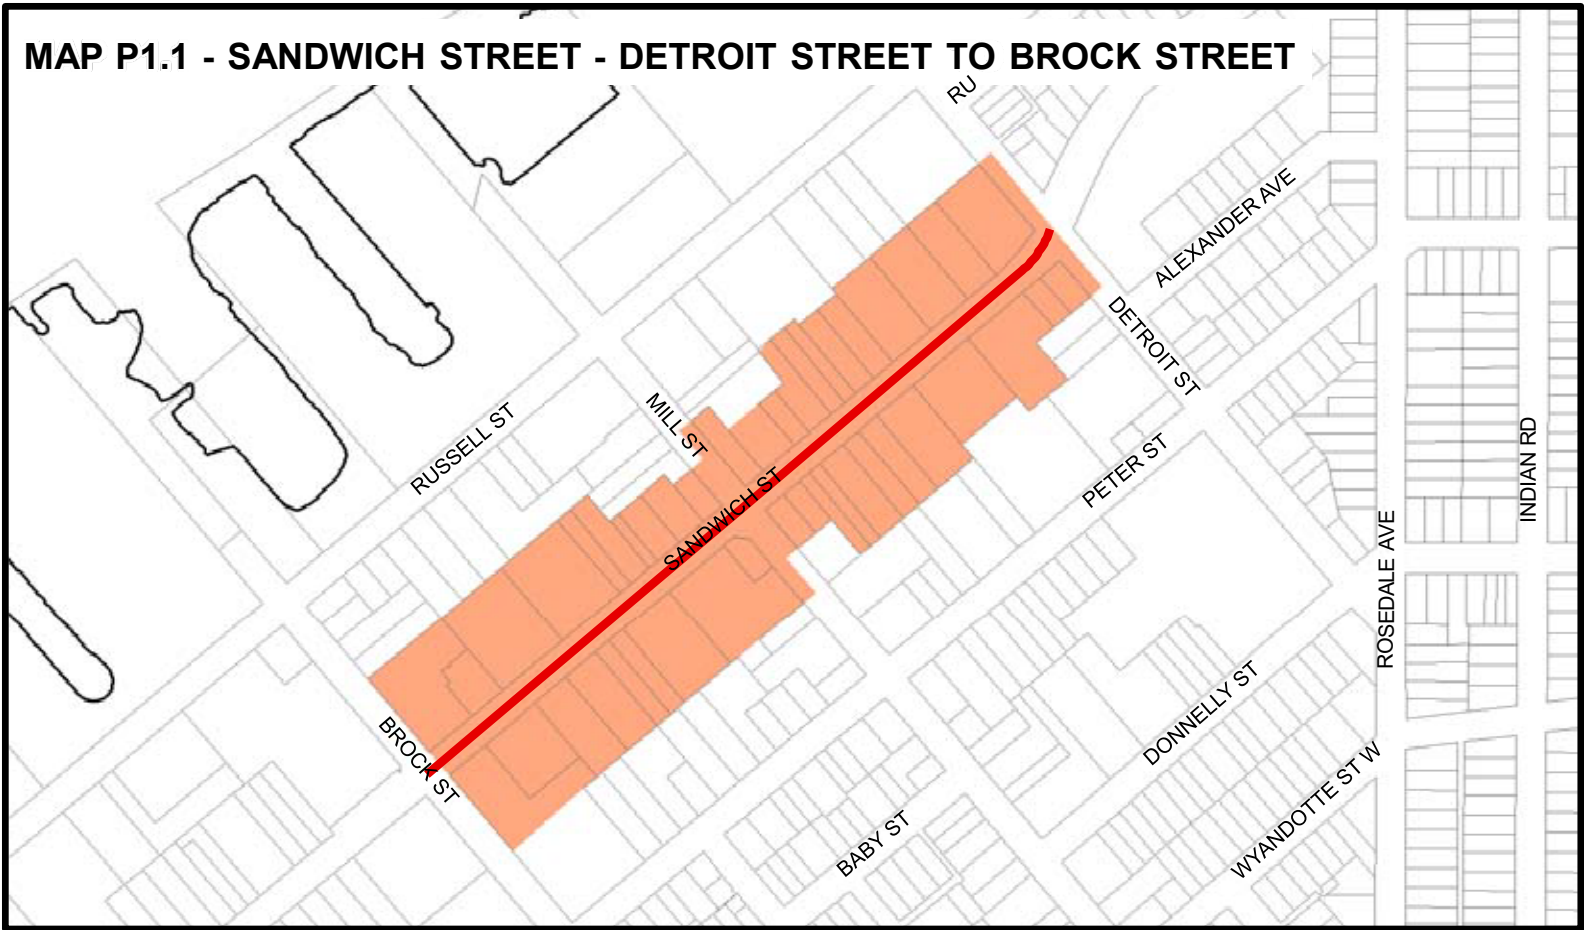 MAP P1.1 - SANDWICH STREET - DETROIT STREET TO BROCK STREET
RU
ALEXANDER AVE
DETROIT ST
MILL ST
RUSSELL ST
PETER ST
INDIAN RD
SANDWICH ST
ROSEDALE AVE
BROCK ST
DONNELLY ST
WYANDOTTE ST W
BABY ST